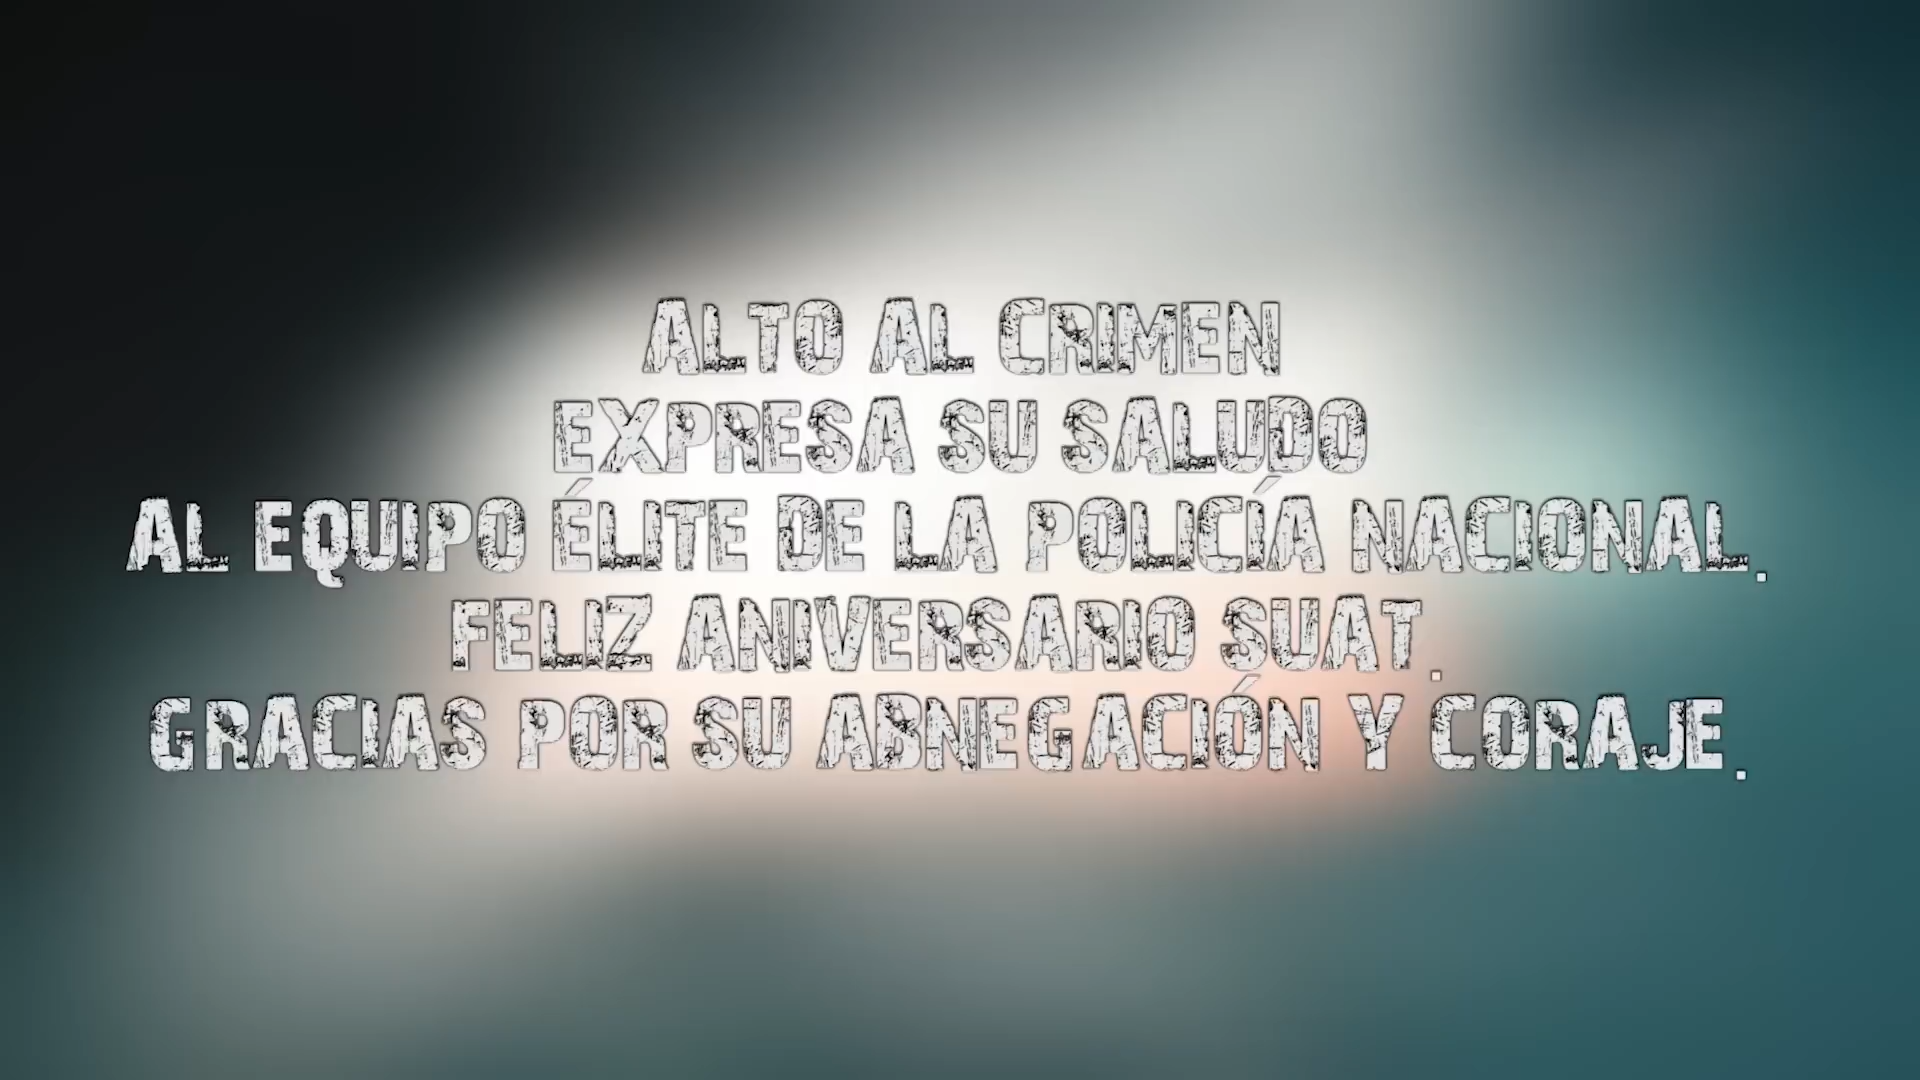 ALTO AL CRIMEN
EXPRESA SU SALUDO
AL EQUIPO ÉLITE DE LA POLICÍA NACIONAL.
FELIZ ANIVERSARIO SUAT.
GRACIAS POR SU ABNEGACIÓN Y CORAJE.